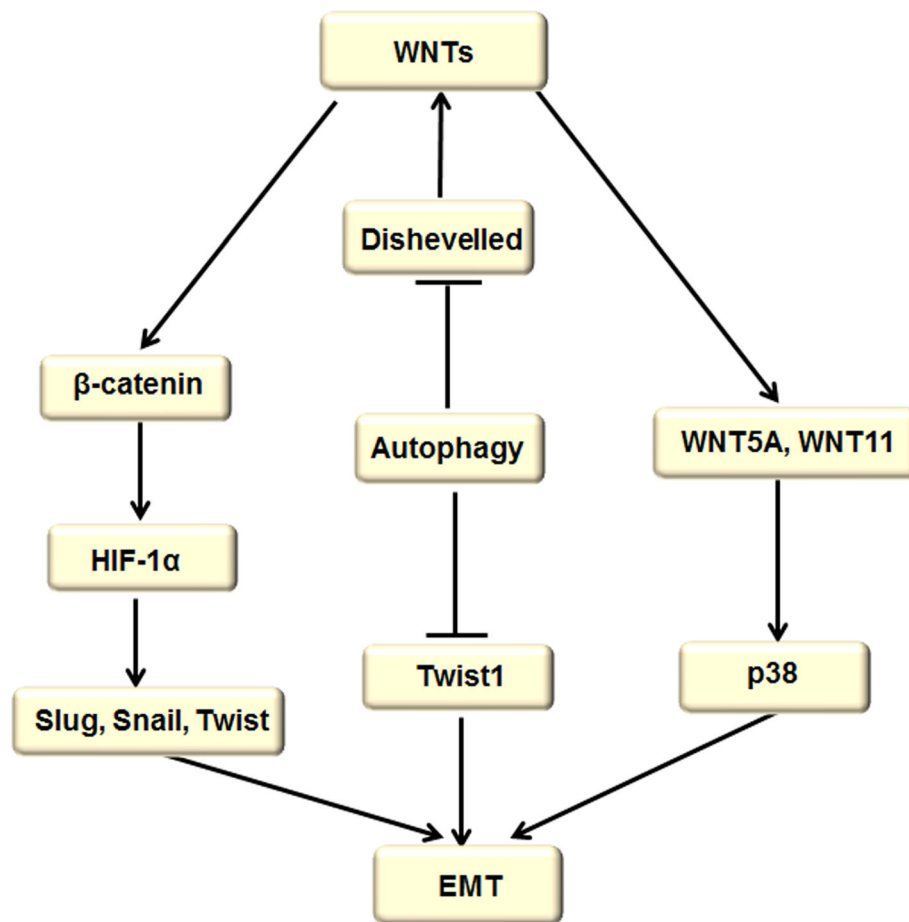 WNTs
Dishevelled
β-catenin
Autophagy
WNT5A, WNT11
HIF-1α
Twist1
p38
Slug, Snail, Twist
EMT